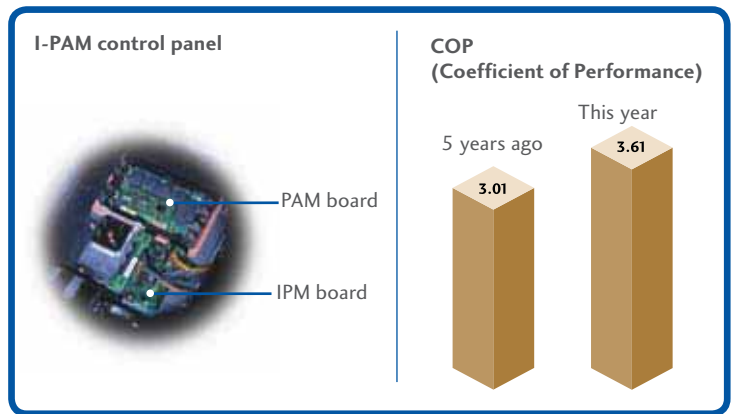 I-PAM control panel
PAM board
IPM board
COP
(Coefficient of Performance)
5 years ago
This year
3.01
3.61